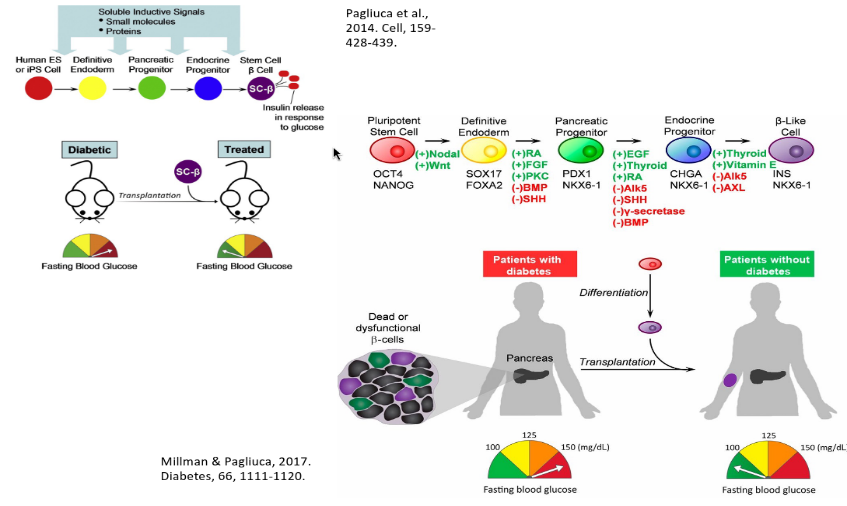 Soluble Inductive Signals
• Small molecules
• Proteins
Human ES
or iPS Cell
Definitive
Endoderm
Pancreatic
Progenitor
Endocrine
Progenitor
Stem Cell
β Cell
SC-β
Insulin release
in response
to glucose
Diabetic
Treated
SC-β
Transplantation
Fasting Blood Glucose
Fasting Blood Glucose
Pagliuca et al.,
2014. Cell, 159-
428-439.
Pluripotent
Stem Cell
Definitive
Endoderm
Pancreatic
Progenitor
Endocrine
Progenitor
β-Like
Cell
OCT4
NANOG
(+)Nodal
(+)Wnt
SOX17
FOXA2
(+)RA
(+)FGF
(+)PKC
(-)BMP
(-)SHH
PDX1
NKX6-1
(+)EGF
(+)Thyroid
(+)RA
(-)Alk5
(-)SHH
(-)γ-secretase
(-)BMP
CHGA
NKX6-1
(+)Thyroid
(+)Vitamin E
(-)Alk5
(-)AXL
INS
NKX6-1
Patients with
diabetes
Patients without
diabetes
Differentiation
Dead or
dysfunctional
β-cells
Pancreas
Transplantation
100
125
150 (mg/dL)
Fasting blood glucose
100
125
150 (mg/dL)
Fasting blood glucose
Millman & Pagliuca, 2017.
Diabetes, 66, 1111-1120.